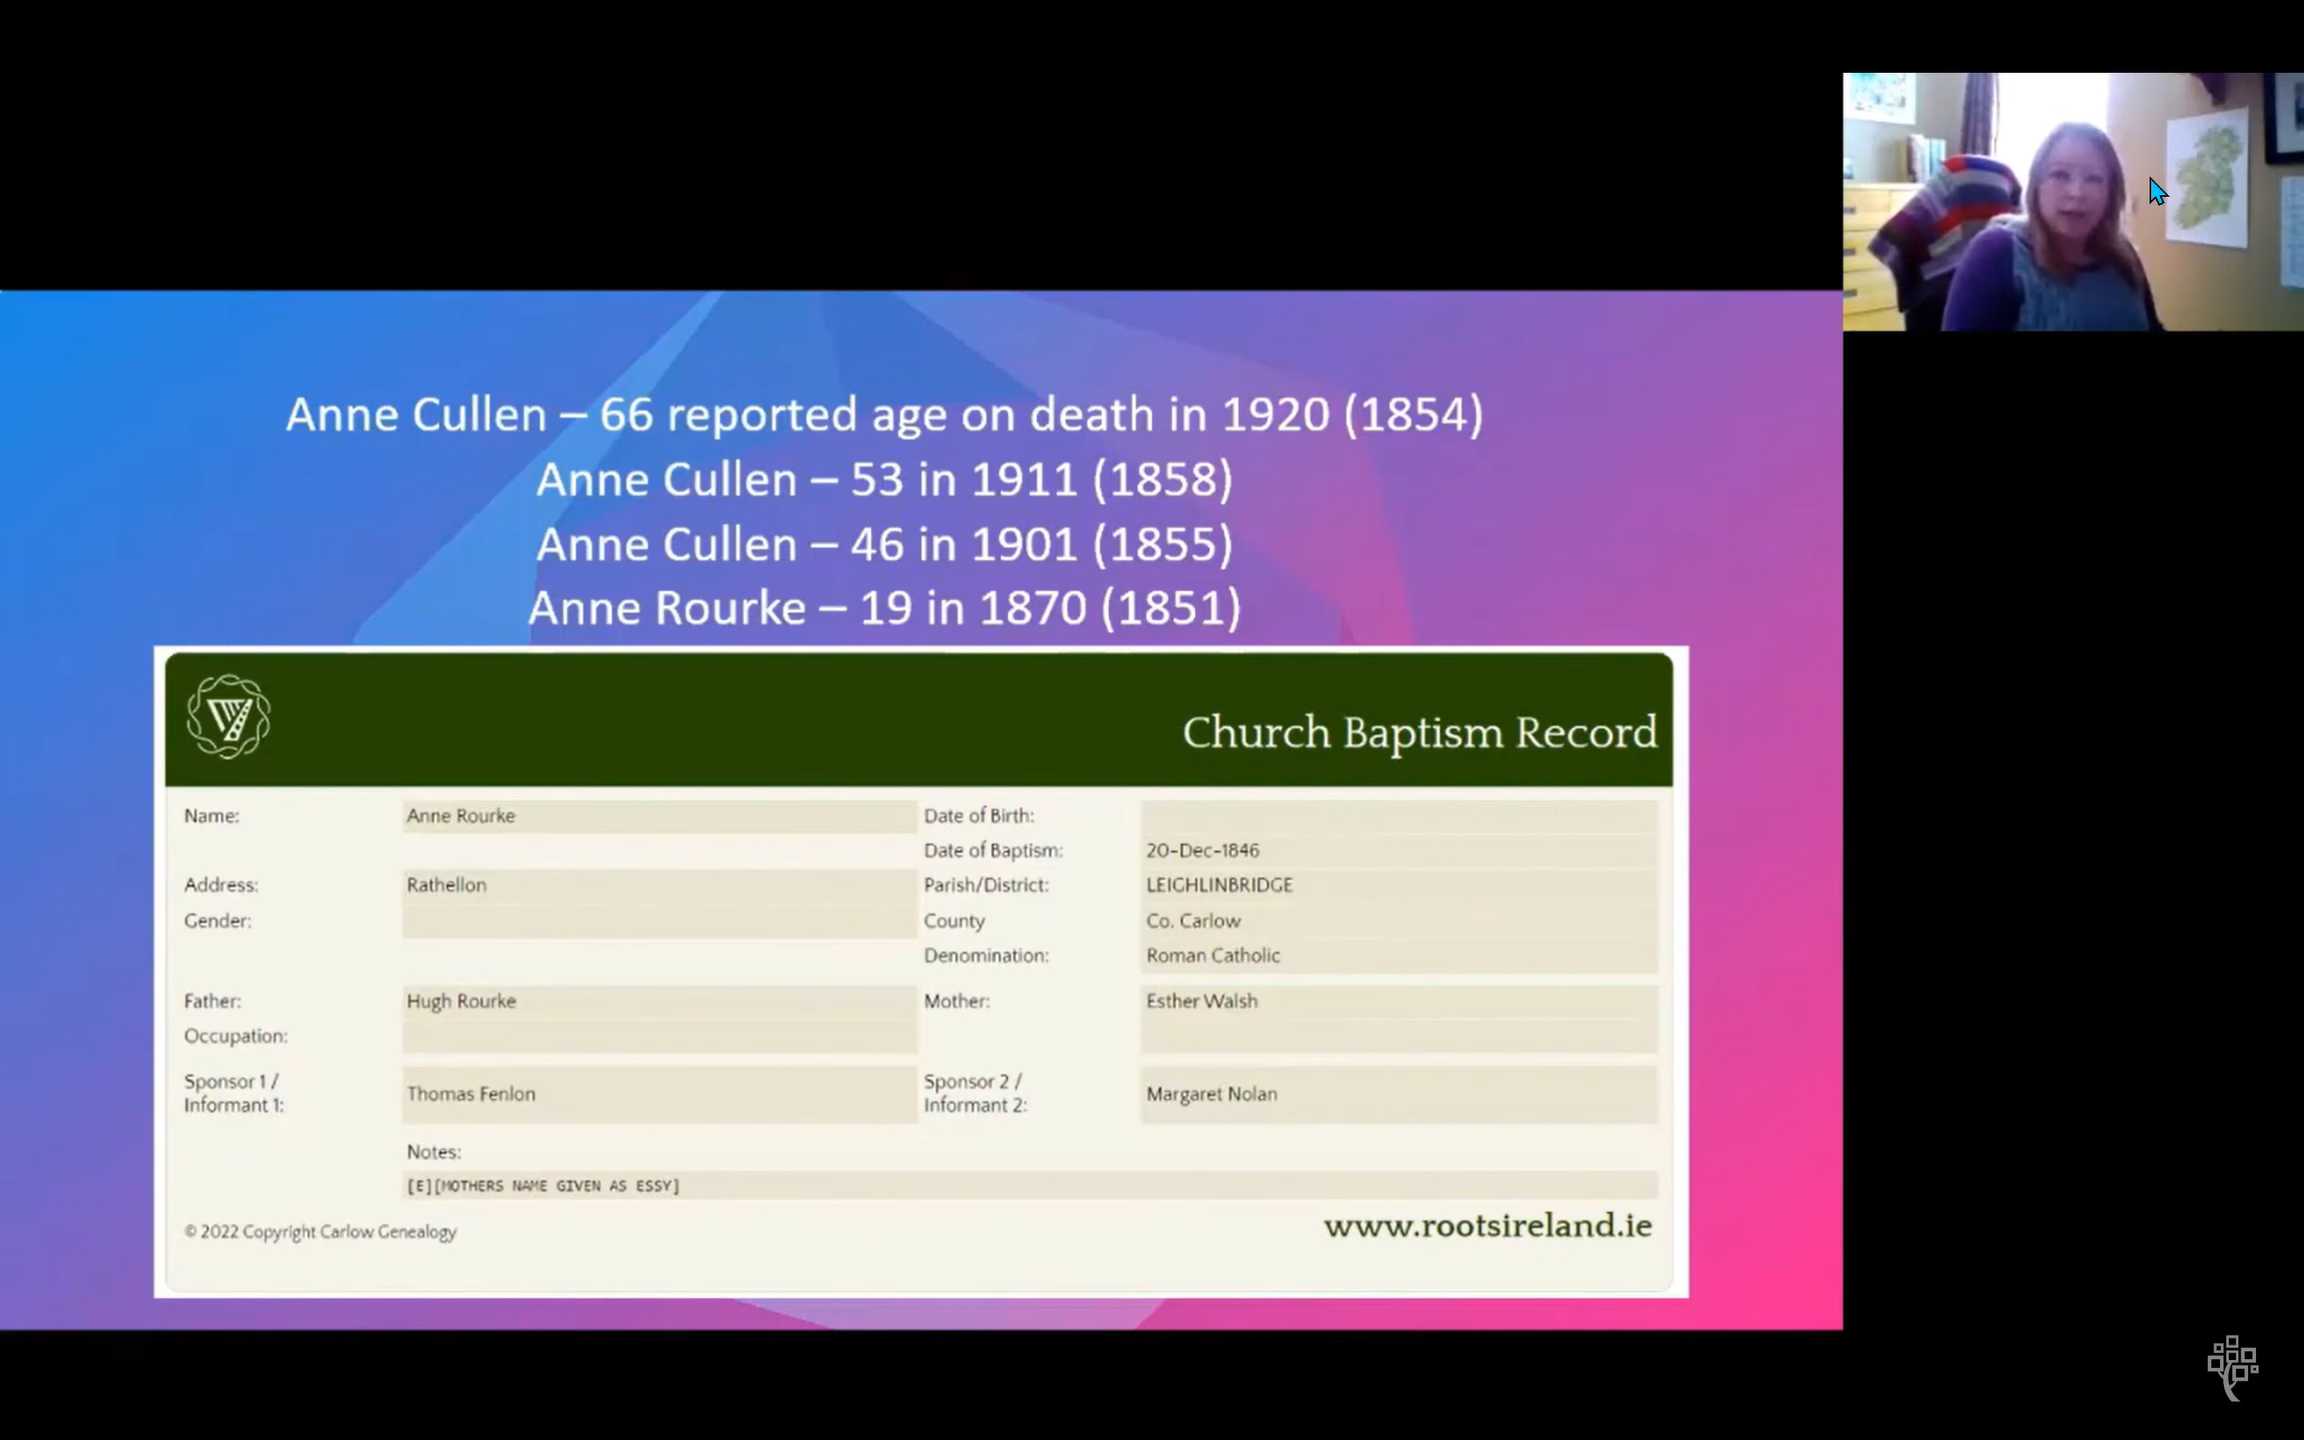 Anne Cullen – 66 reported age on death in 1920 (1854)
Anne Cullen – 53 in 1911 (1858)
Anne Cullen – 46 in 1901 (1855)
Anne Rourke – 19 in 1870 (1851)
Church Baptism Record
Name: Anne Rourke Date of Birth:
Date of Baptism: 20-Dec-1846
Address: Rathellon Parish/District: LEIGHLINBRIDGE
Gender: County Co. Carlow
Denomination: Roman Catholic
Father: Hugh Rourke Mother: Esther Walsh
Occupation:
Sponsor 1 / Sponsor 2 /
Informant 1: Thomas Fenlon Informant 2: Margaret Nolan
Notes:
[E][MOTHERS NAME GIVEN AS ESSY]
© 2022 Copyright Carlow Genealogy www.rootsireland.ie